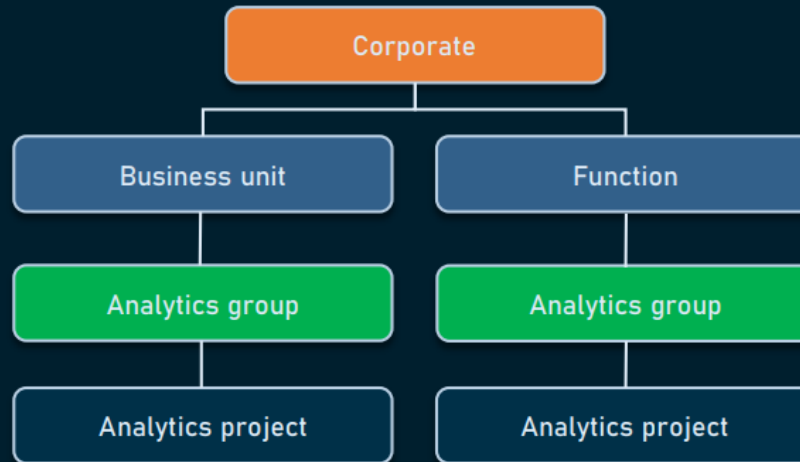 Corporate
Business unit
Function
Analytics group
Analytics group
Analytics project
Analytics project